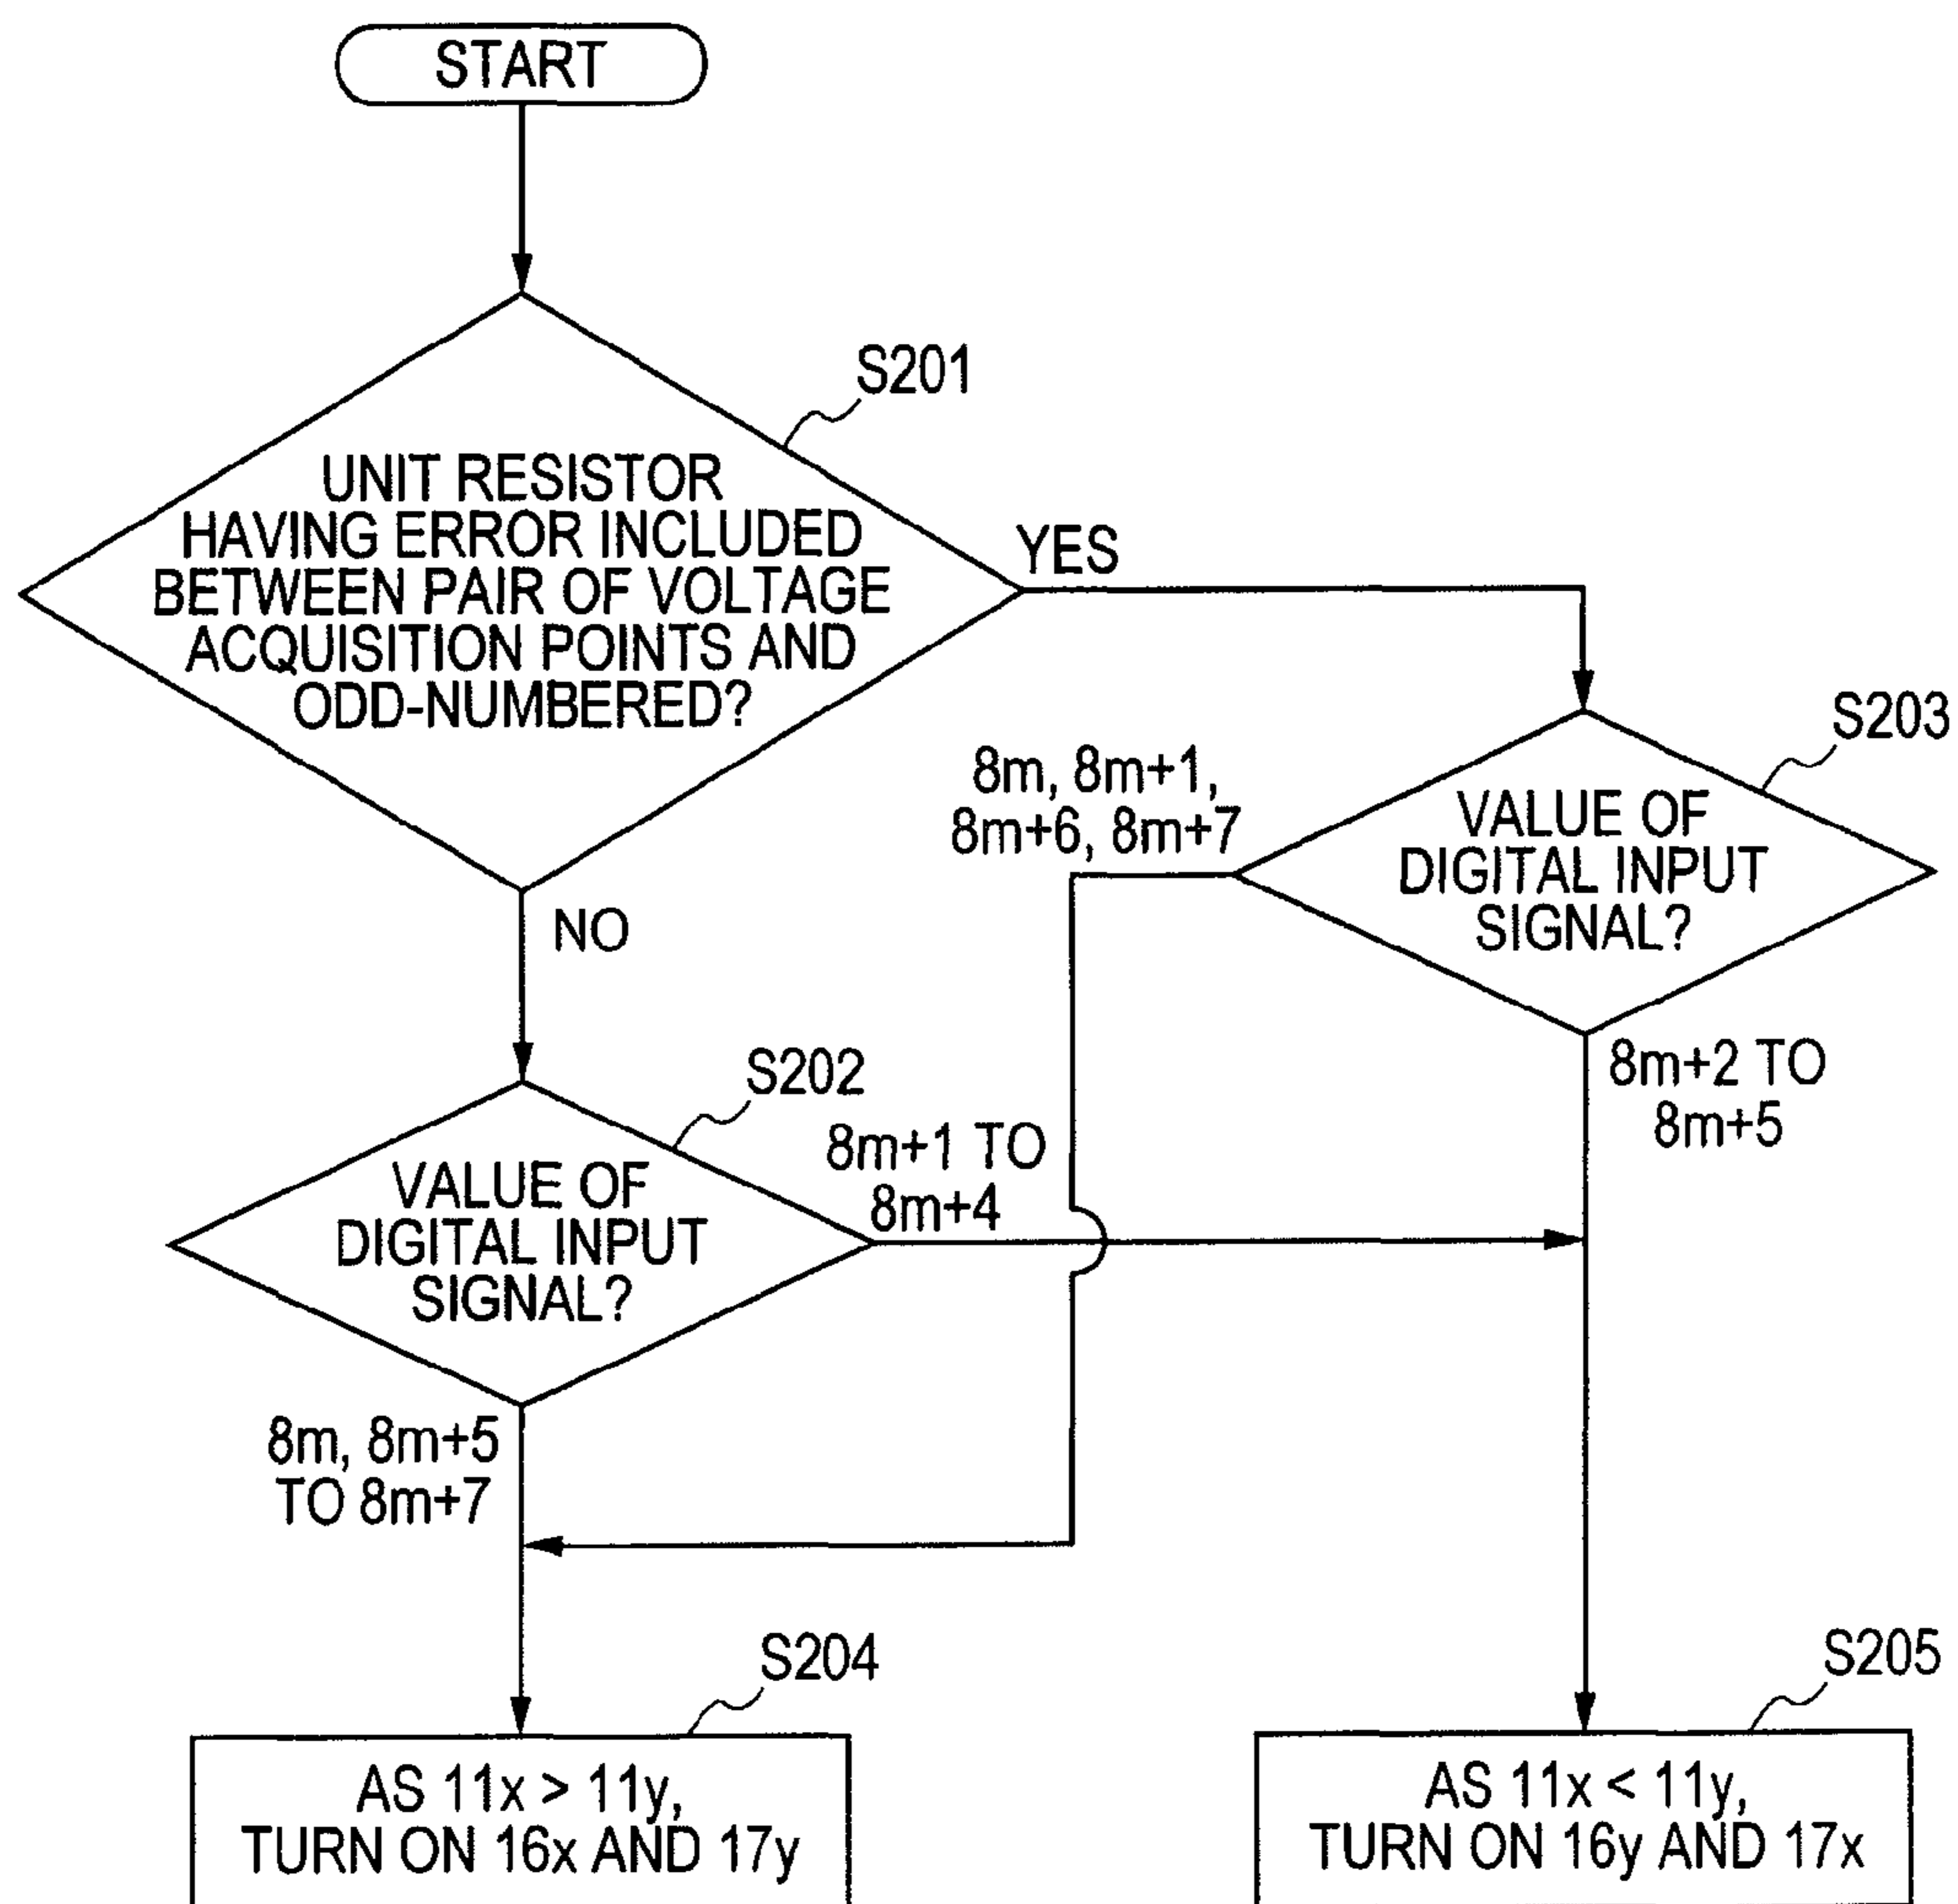 START
S201
UNIT RESISTOR
HAVING ERROR INCLUDED
BETWEEN PAIR OF VOLTAGE
ACQUISITION POINTS AND
ODD-NUMBERED?
YES
NO
S203
8m, 8m+1,
8m+6, 8m+7
VALUE OF
DIGITAL INPUT
SIGNAL?
8m+2 TO
8m+5
S202
8m+1 TO
8m+4
VALUE OF
DIGITAL INPUT
SIGNAL?
8m, 8m+5
TO 8m+7
S204
AS 11x > 11y,
TURN ON 16x AND 17y
S205
AS 11x < 11y,
TURN ON 16y AND 17x